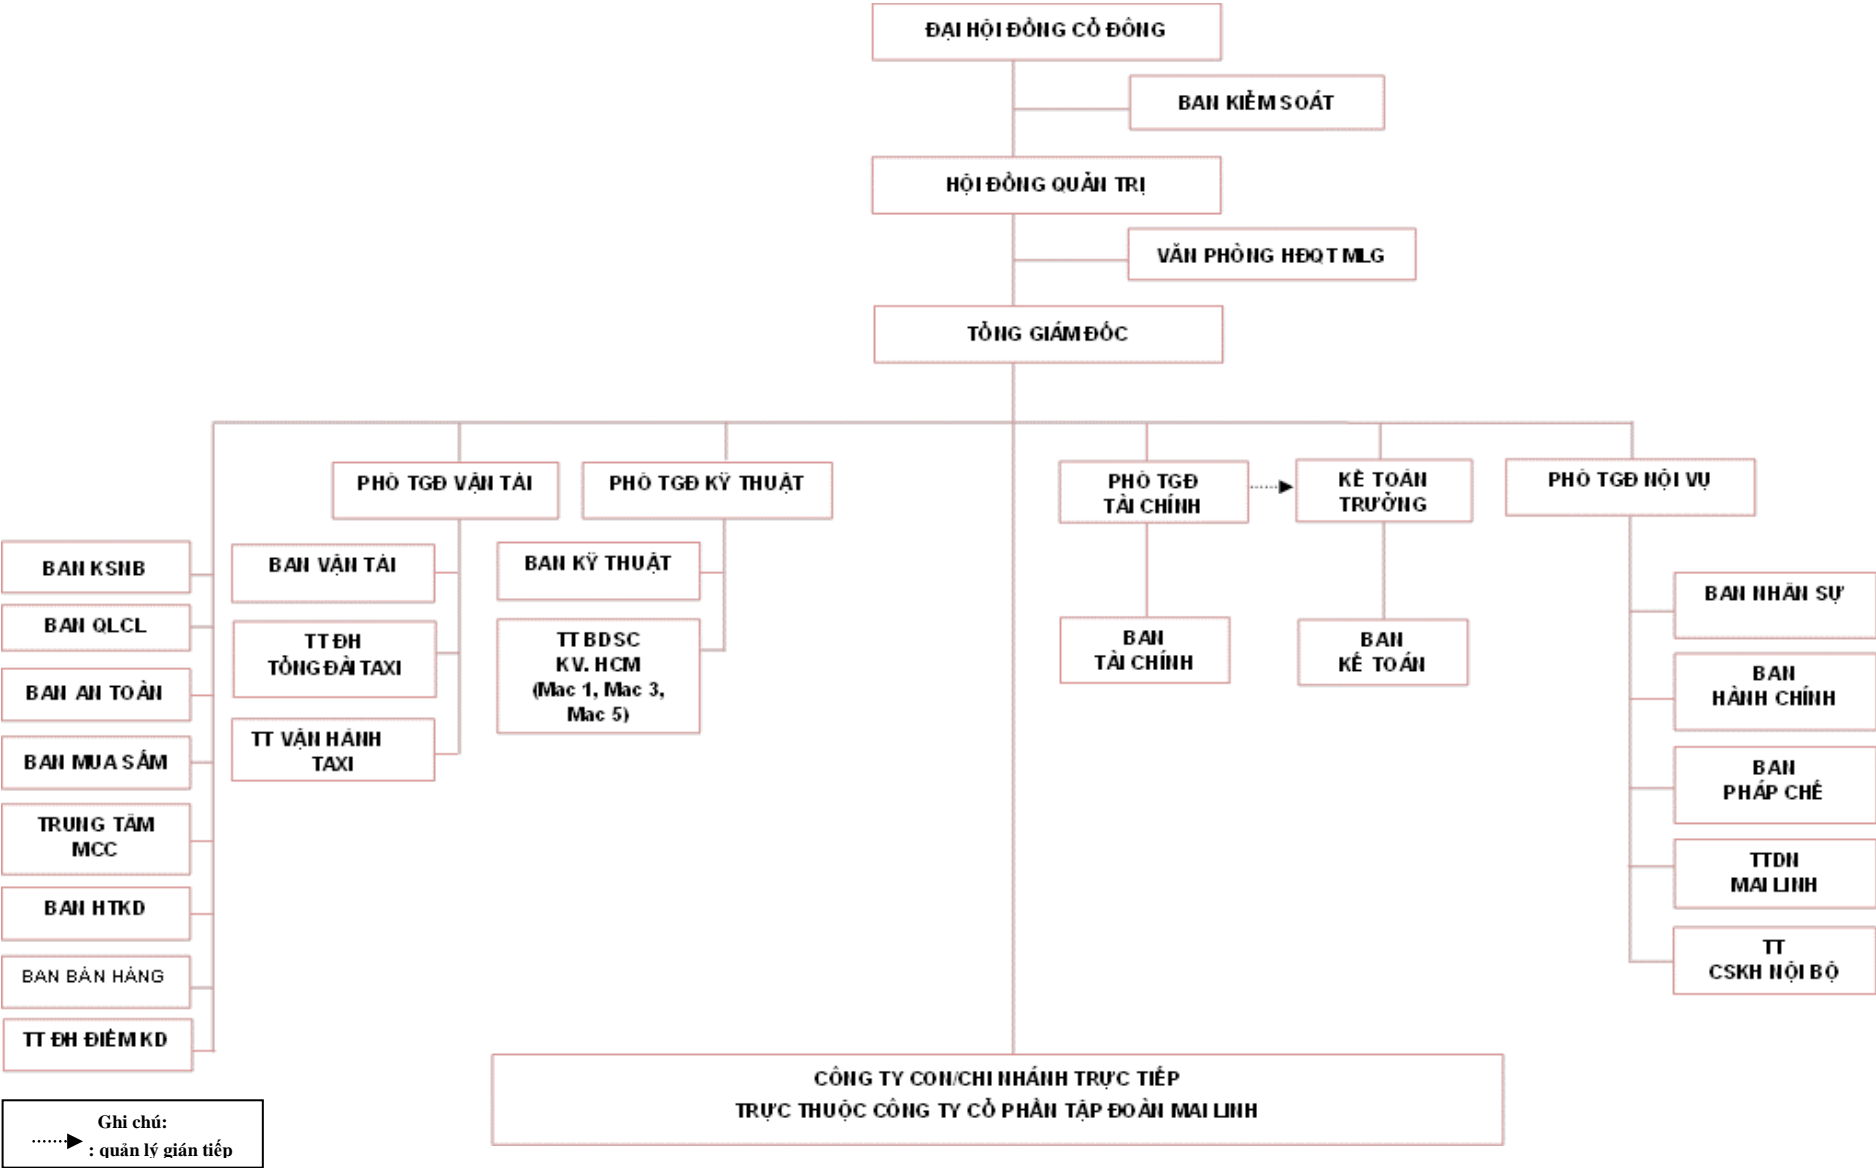 ĐẠI HỘI ĐỒNG CỔ ĐÔNG
BAN KIỂM SOÁT
HỘI ĐỒNG QUẢN TRỊ
VĂN PHÒNG HĐQT MLG
TỔNG GIÁM ĐỐC
PHÓ TGĐ VẬN TẢI
PHÓ TGĐ KỸ THUẬT
PHÓ TGĐ
TÀI CHÍNH
KẾ TOÁN
TRƯỞNG
PHÓ TGĐ NỘI VỤ
BAN KSNB
BAN QLCL
BAN AN TOÀN
BAN MUA SẮM
TRUNG TÂM
MCC
BAN HTKD
BAN BÁN HÀNG
TT ĐH ĐIỂM KD
BAN VẬN TẢI
TT ĐH
TỔNG ĐÀI TAXI
TT VẬN HÀNH
TAXI
BAN KỸ THUẬT
TT BDSC
KV. HCM
(Mac 1, Mac 3,
Mac 5)
BAN
TÀI CHÍNH
BAN
KẾ TOÁN
BAN NHÂN SỰ
BAN
HÀNH CHÍNH
BAN
PHÁP CHẾ
TTDN
MAI LINH
TT
CSKH NỘI BỘ
CÔNG TY CON/CHI NHÁNH TRỰC TIẾP
TRỰC THUỘC CÔNG TY CỔ PHẦN TẬP ĐOÀN MAI LINH
Ghi chú:
: quản lý gián tiếp